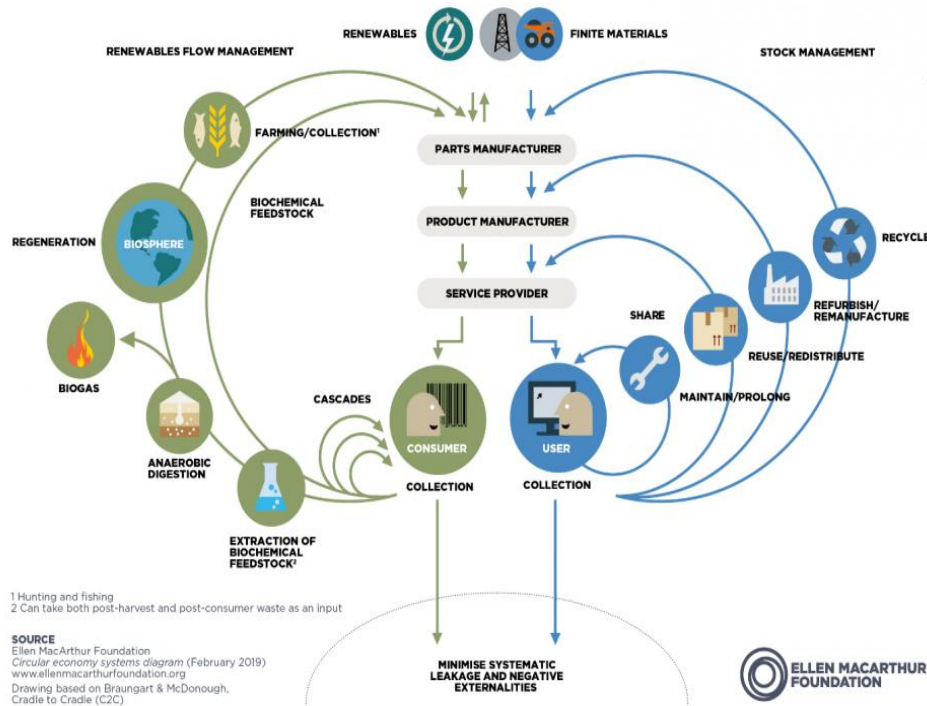 RENEWABLES
FINITE MATERIALS
RENEWABLES FLOW MANAGEMENT
STOCK MANAGEMENT
FARMING/COLLECTION¹
PARTS MANUFACTURER
BIOCHEMICAL
FEEDSTOCK
PRODUCT MANUFACTURER
REGENERATION
BIOSPHERE
RECYCLE
SERVICE PROVIDER
REFURBISH/
REMANUFACTURE
SHARE
REUSE/REDISTRIBUTE
BIOGAS
MAINTAIN/PROLONG
CASCADES
CONSUMER
USER
ANAEROBIC
DIGESTION
COLLECTION
COLLECTION
EXTRACTION OF
BIOCHEMICAL
FEEDSTOCK²
1 Hunting and fishing
2 Can take both post-harvest and post-consumer waste as an input
SOURCE
Ellen MacArthur Foundation
Circular economy systems diagram (February 2019)
www.ellenmacarthurfoundation.org
Drawing based on Braungart & McDonough,
Cradle to Cradle (C2C)
MINIMISE SYSTEMATIC
LEAKAGE AND NEGATIVE
EXTERNALITIES
ELLEN MACARTHUR
FOUNDATION